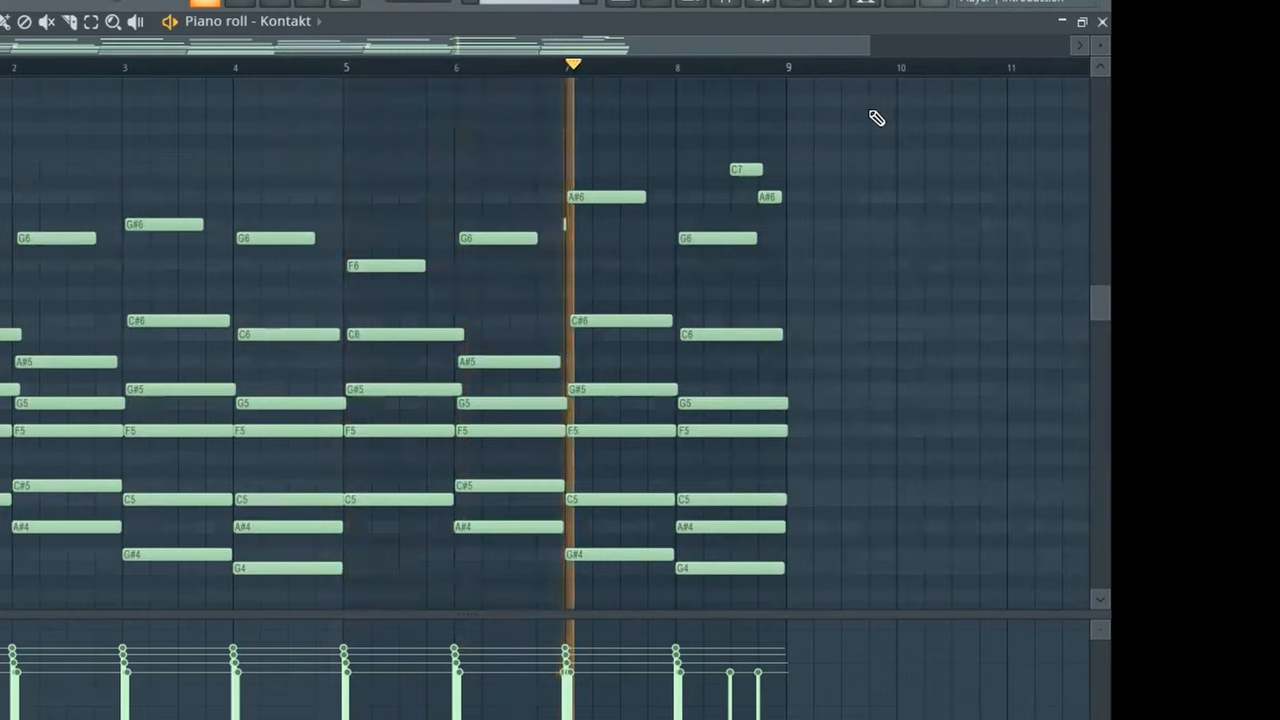 Piano roll - Kontakt
2 3 4 5 6 7 8 9 10 11
C7
A#6 A#6
G#6
G6 G6 G6 G6
F6
C#6 C#6
C6 C6 C6
A#5 A#5
G#5 G#5 G#5
G5 G5 G5 G5
F5 F5 F5 F5 F5 F5 F5
C#5 C#5
C5 C5 C5 C5 C5
A#4 A#4 A#4 A#4
G#4 G#4
G4 G4